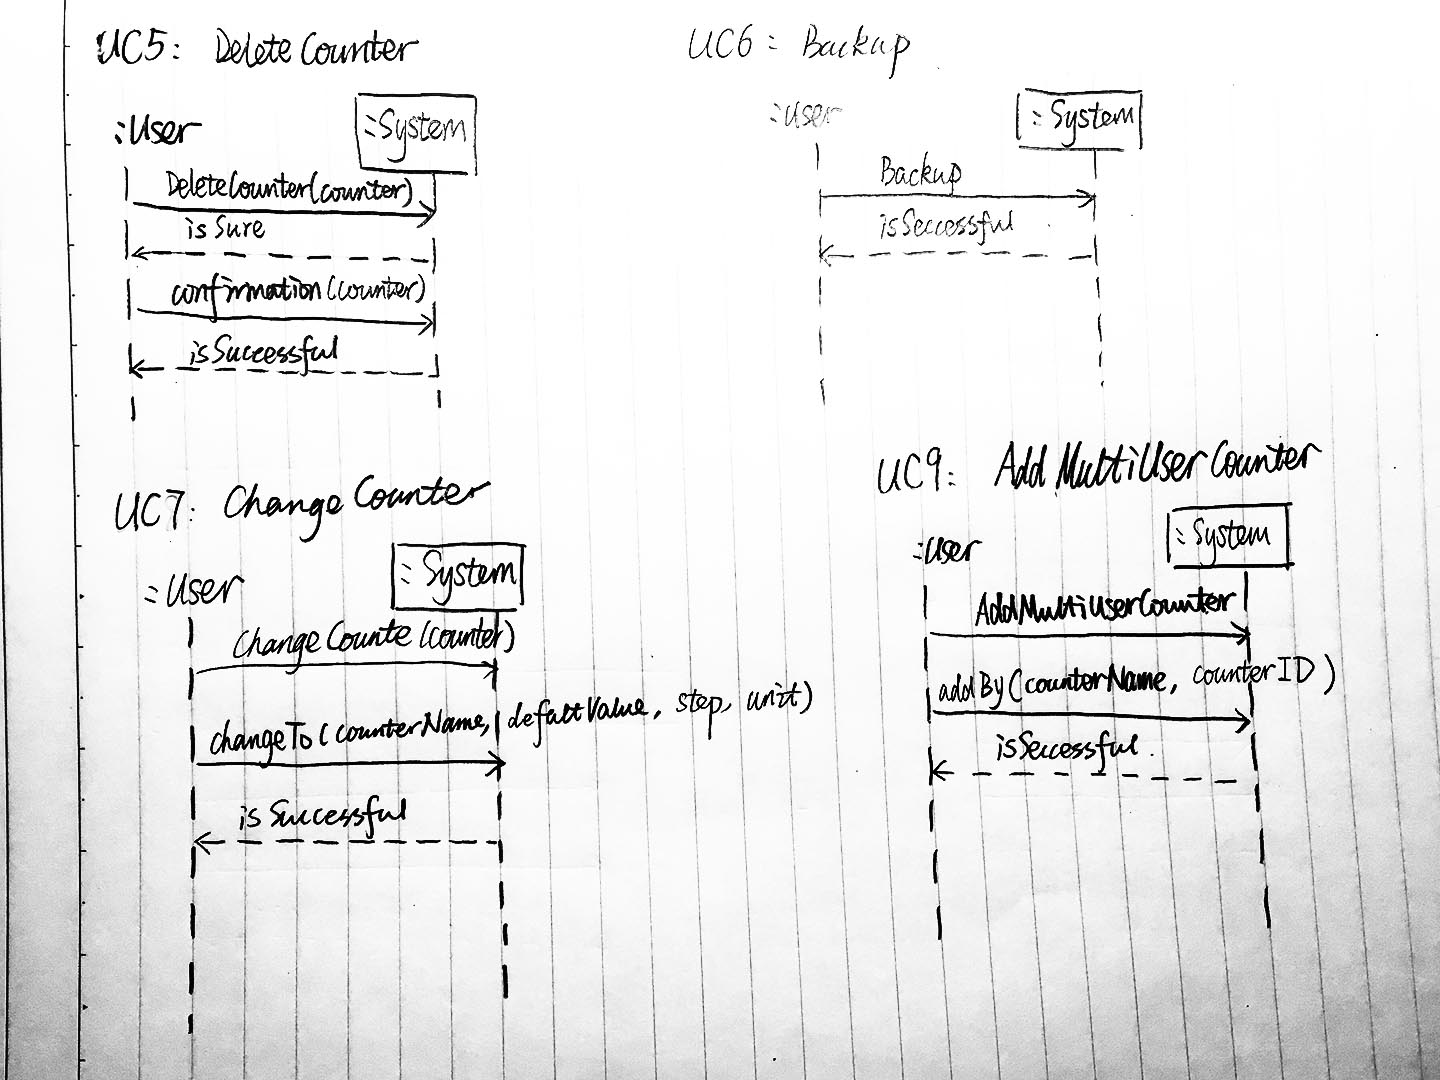 UC5: Delete Counter
:User
:System
DeleteCounter(counter)
is Sure
confirmation(counter)
isSuccessful
UC6: Backup
:User
:System
Backup
isSeccessful
UC7: Change Counter
:User
:System
Change Counte (counter)
changeTo(counterName, defaltValue, step, unit)
isSuccessful
UC9: Add MultiUser Counter
:User
:System
AddMultiUserCounter
addBy(counterName, counterID)
isSeccessful.